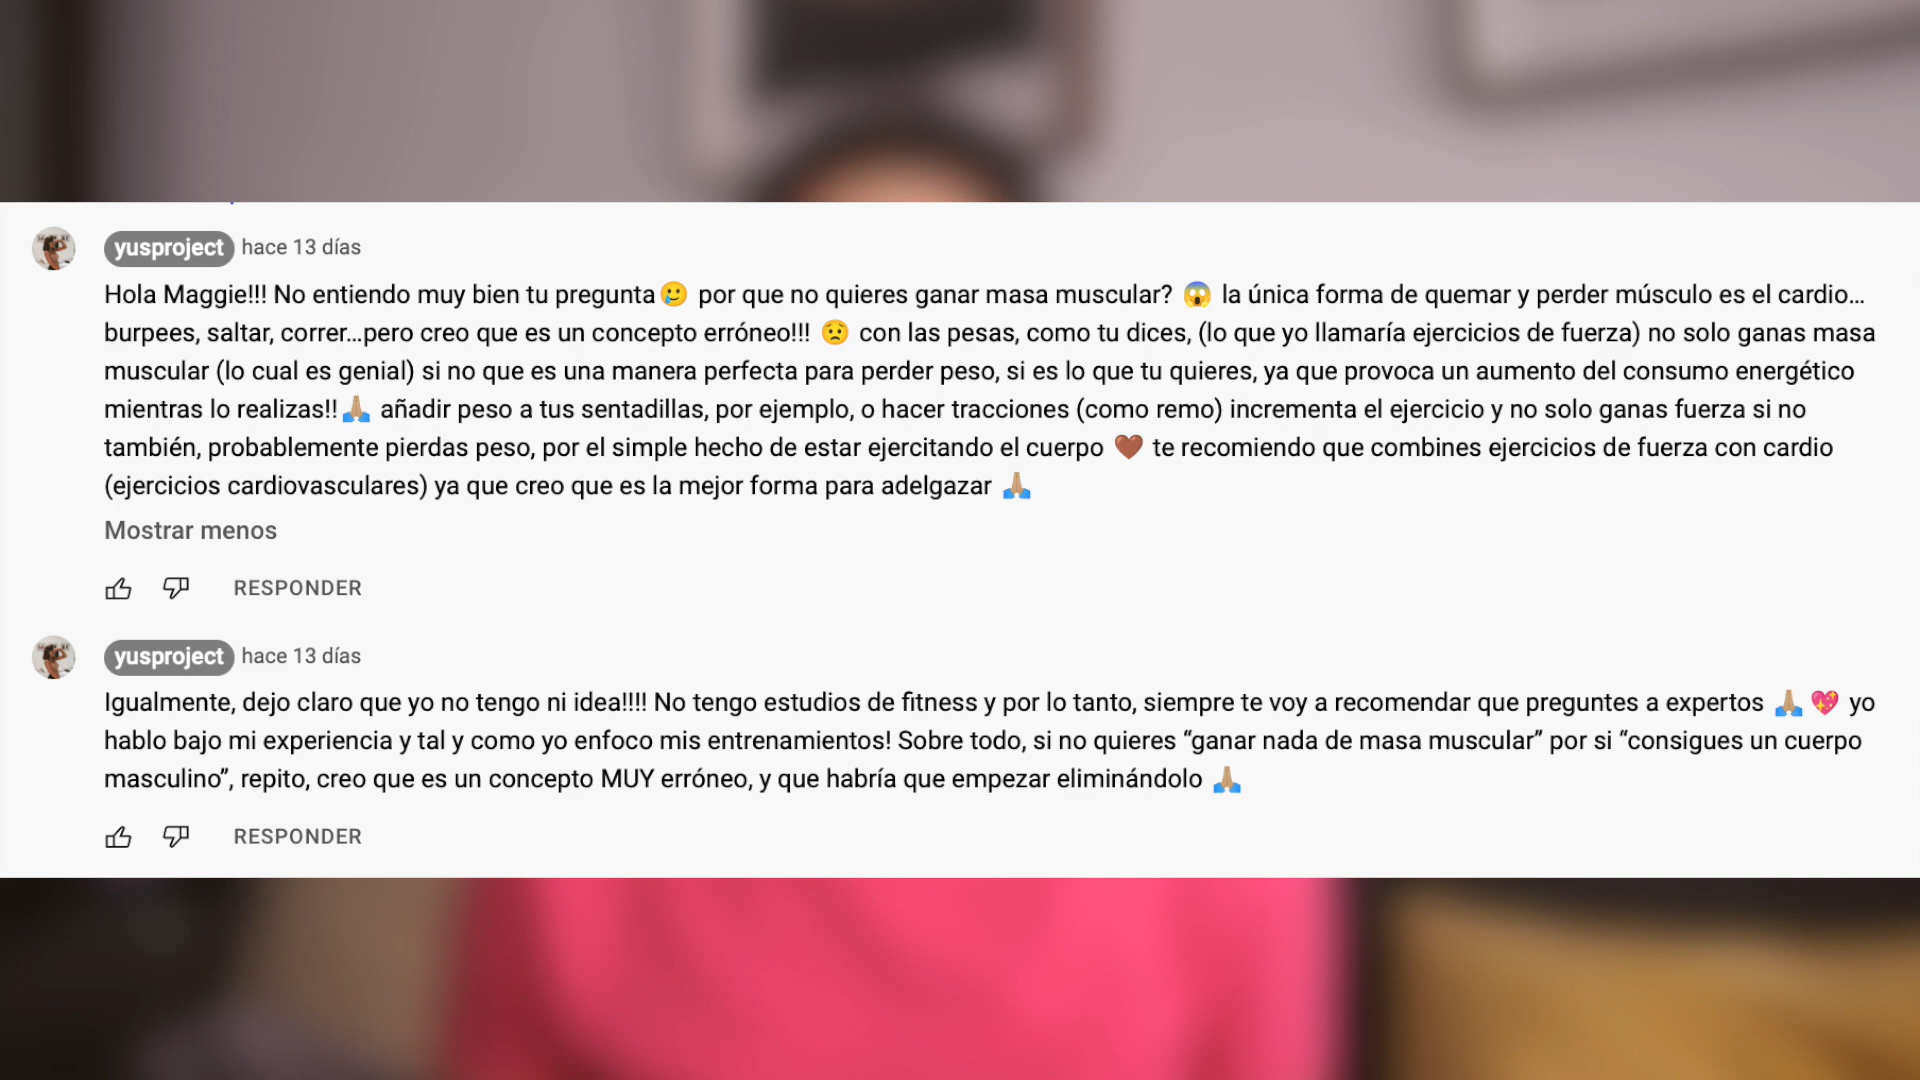 yusproject hace 13 días
Hola Maggie!!! No entiendo muy bien tu pregunta🥲 por que no quieres ganar masa muscular? 😱 la única forma de quemar y perder músculo es el cardio...
burpees, saltar, correr...pero creo que es un concepto erróneo!!! 😟 con las pesas, como tu dices, (lo que yo llamaría ejercicios de fuerza) no solo ganas masa
muscular (lo cual es genial) si no que es una manera perfecta para perder peso, si es lo que tu quieres, ya que provoca un aumento del consumo energético
mientras lo realizas!!🙏🏼 añadir peso a tus sentadillas, por ejemplo, o hacer tracciones (como remo) incrementa el ejercicio y no solo ganas fuerza si no
también, probablemente pierdas peso, por el simple hecho de estar ejercitando el cuerpo 🤎 te recomiendo que combines ejercicios de fuerza con cardio
(ejercicios cardiovasculares) ya que creo que es la mejor forma para adelgazar 🙏🏼
Mostrar menos
RESPONDER
yusproject hace 13 días
Igualmente, dejo claro que yo no tengo ni idea!!!! No tengo estudios de fitness y por lo tanto, siempre te voy a recomendar que preguntes a expertos 🙏🏼 💖 yo
hablo bajo mi experiencia y tal y como yo enfoco mis entrenamientos! Sobre todo, si no quieres “ganar nada de masa muscular” por si “consigues un cuerpo
masculino”, repito, creo que es un concepto MUY erróneo, y que habría que empezar eliminándolo 🙏🏼
RESPONDER